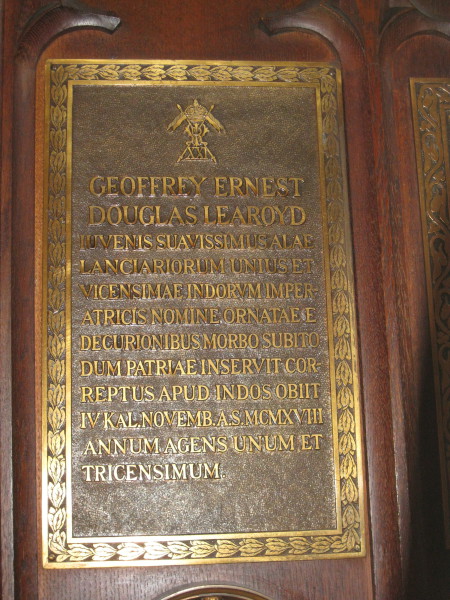 GEOFFREY ERNEST
DOUGLAS LEAROYD
IUVENIS SUAVISSIMUS ALAE
LANCIARIORUM UNIUS ET
VICENSIMAE INDORVM IMPER-
ATRICIS NOMINE ORNATAE E
DECURIONIBUS MORBO SUBITO
DUM PATRIAE INSERVIT COR-
REPTUS APUD INDOS OBIIT
IV KAL. NOVEMB. A.S. MCMXVIII
ANNUM AGENS UNUM ET
TRICENSIMUM.